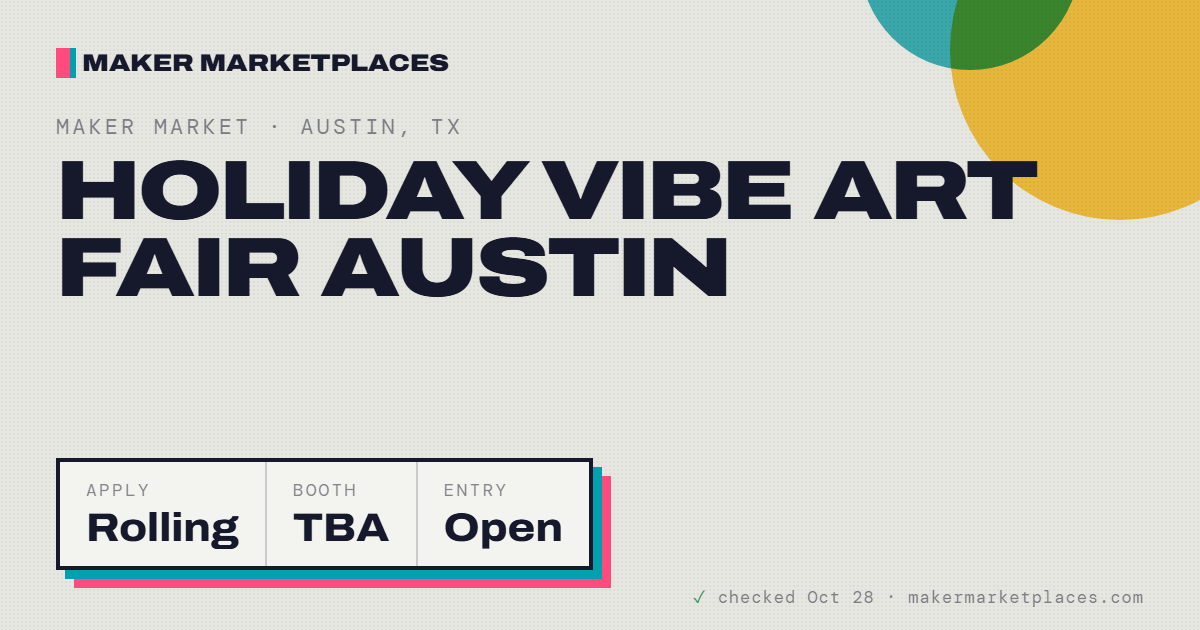 MAKER MARKETPLACES
MAKER MARKET · AUSTIN, TX
HOLIDAY VIBE ART
FAIR AUSTIN
APPLY
Rolling
BOOTH
TBA
ENTRY
Open
✓ checked Oct 28 · makermarketplaces.com